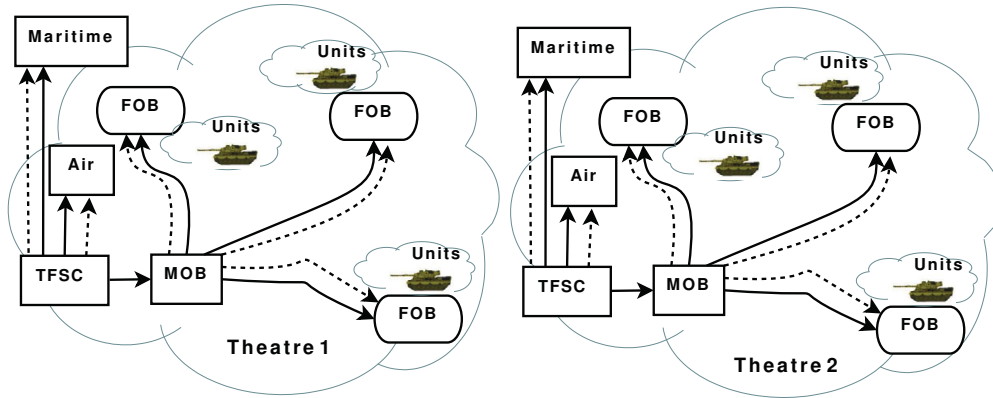 Maritime
Units
FOB
FOB
Units
Air
TFSC
MOB
Units
FOB
Theatre 1
Maritime
Units
FOB
FOB
Units
Air
TFSC
MOB
Units
FOB
Theatre 2